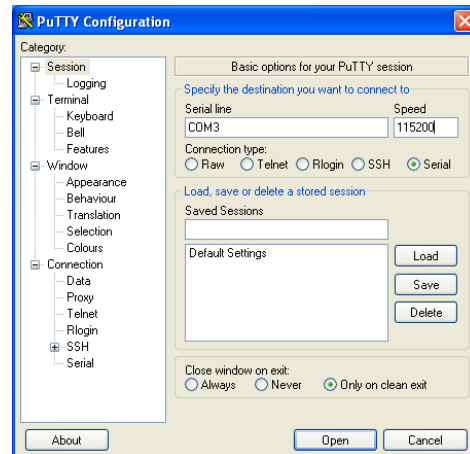 PuTTY Configuration
Category:
Session
Logging
Terminal
Keyboard
Bell
Features
Window
Appearance
Behaviour
Translation
Selection
Colours
Connection
Data
Proxy
Telnet
Rlogin
SSH
Serial
Basic options for your PuTTY session
Specify the destination you want to connect to
Serial line Speed
COM3 115200
Connection type:
Raw Telnet Rlogin SSH Serial
Load, save or delete a stored session
Saved Sessions
Default Settings
Load
Save
Delete
Close window on exit:
Always Never Only on clean exit
About Open Cancel